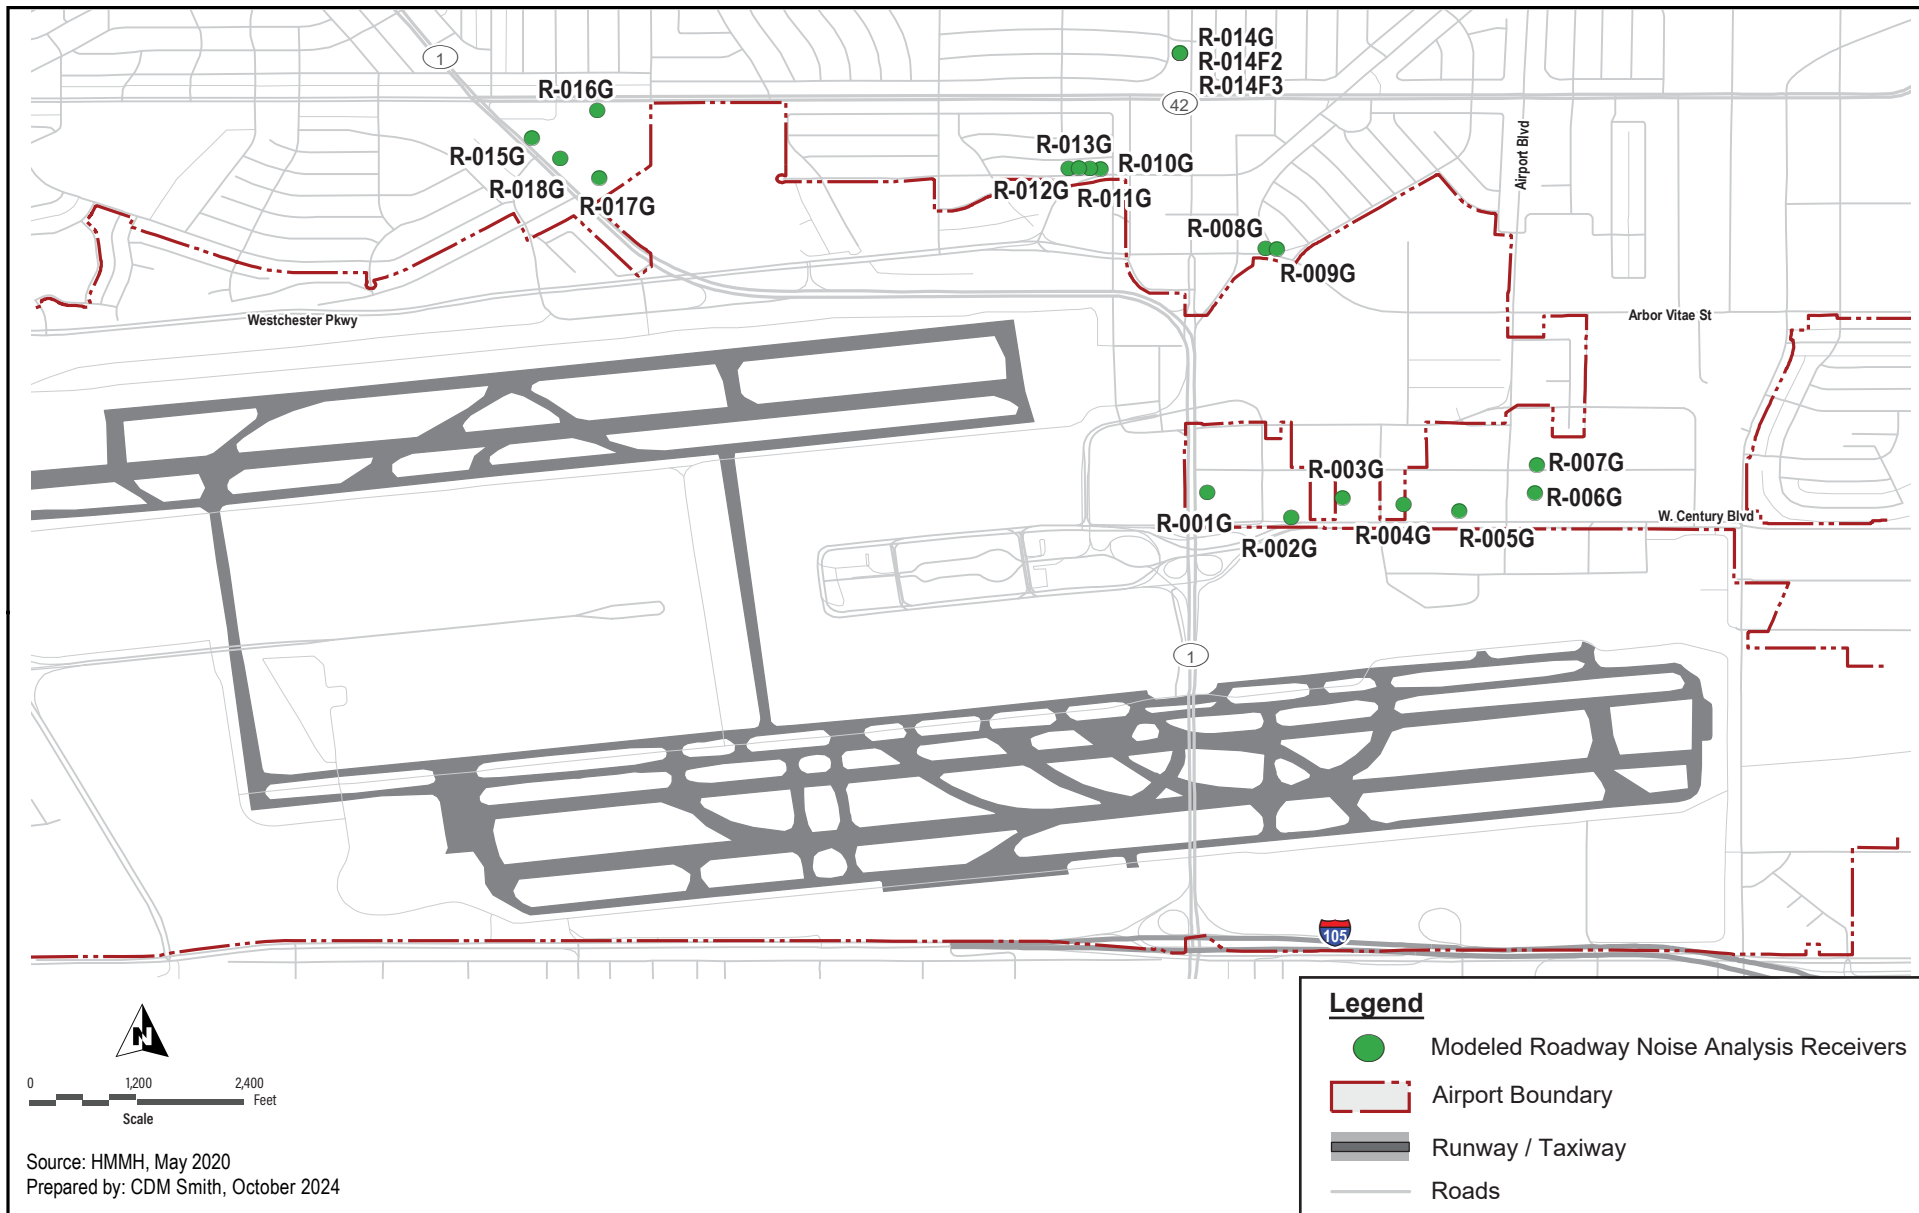 1
R-014G
R-014F2
R-014F3
42
R-016G
R-015G
R-018G
R-017G
R-013G
R-010G
R-012G
R-011G
Airport Blvd
R-008G
R-009G
Westchester Pkwy
Arbor Vitae St
R-003G
R-007G
R-006G
R-001G
R-002G
R-004G
R-005G
W. Century Blvd
1
105
N
0 1,200 2,400
Feet
Scale
Source: HMMH, May 2020
Prepared by: CDM Smith, October 2024
Legend
Modeled Roadway Noise Analysis Receivers
Airport Boundary
Runway / Taxiway
Roads